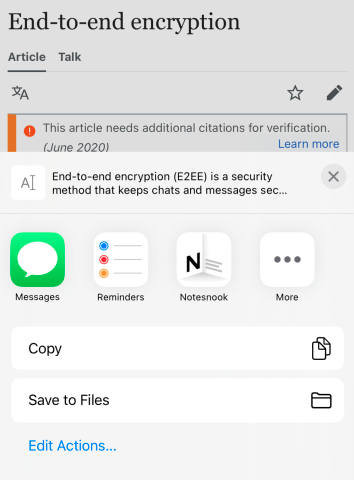 End-to-end encryption
Article Talk
This article needs additional citations for verification.
(June 2020) Learn more
End-to-end encryption (E2EE) is a security
method that keeps chats and messages sec...
Messages Reminders Notesnook More
Copy
Save to Files
Edit Actions...